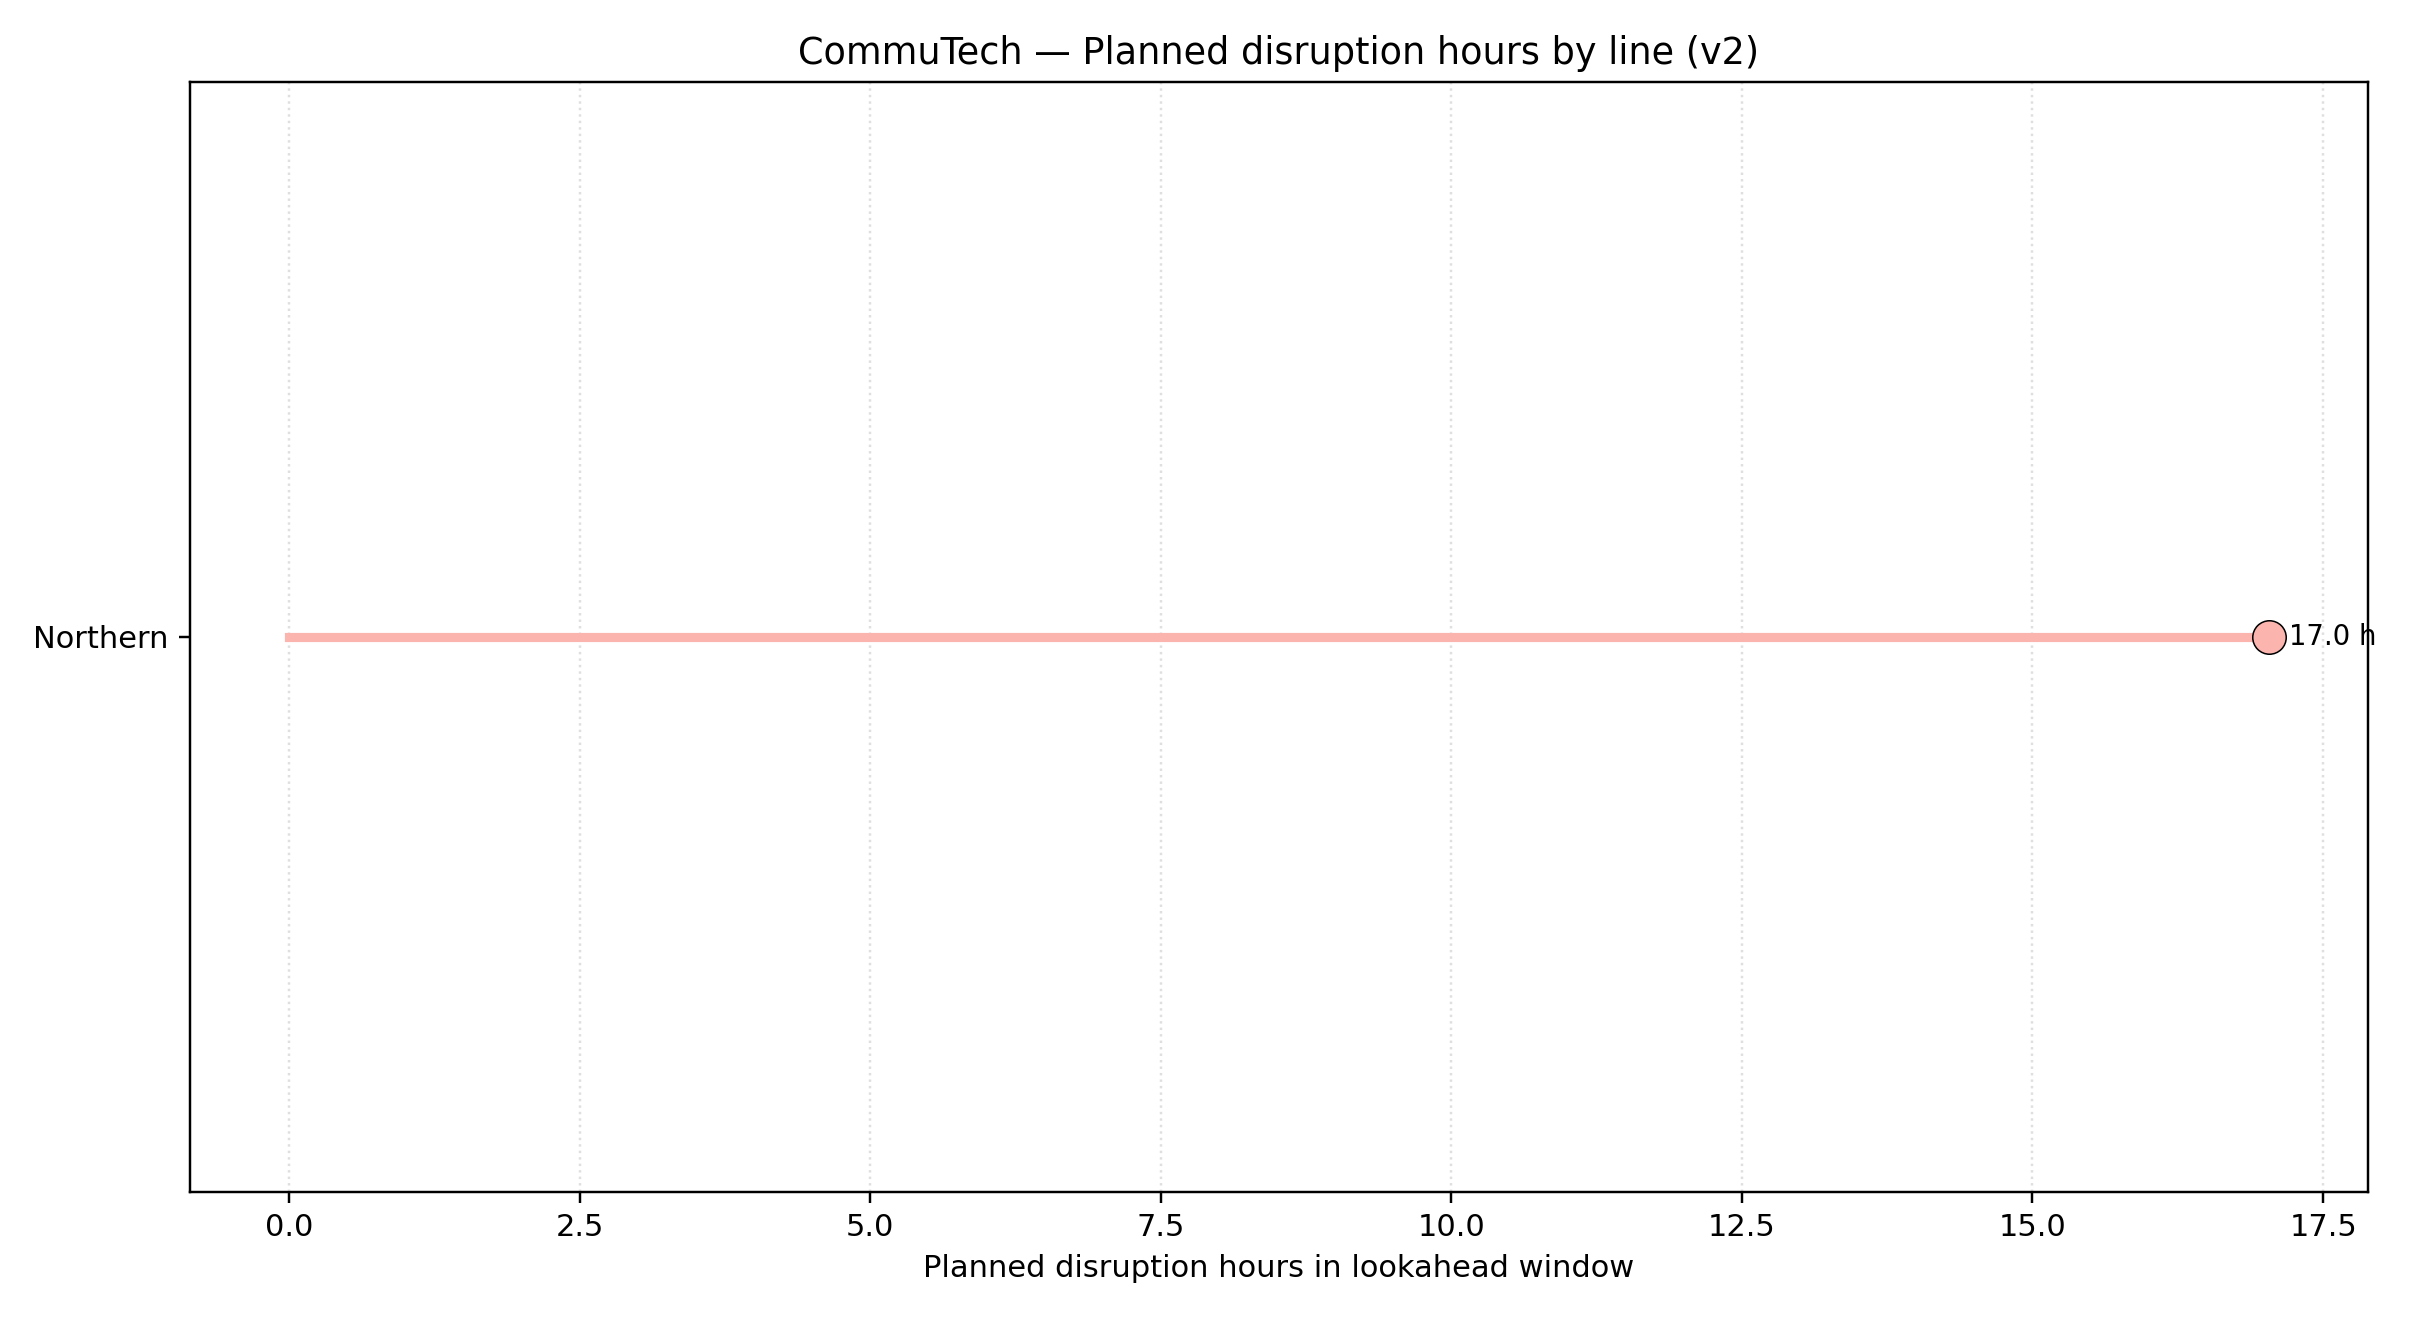 CommuTech — Planned disruption hours by line (v2)
Northern
17.0 h
0.0 2.5 5.0 7.5 10.0 12.5 15.0 17.5
Planned disruption hours in lookahead window